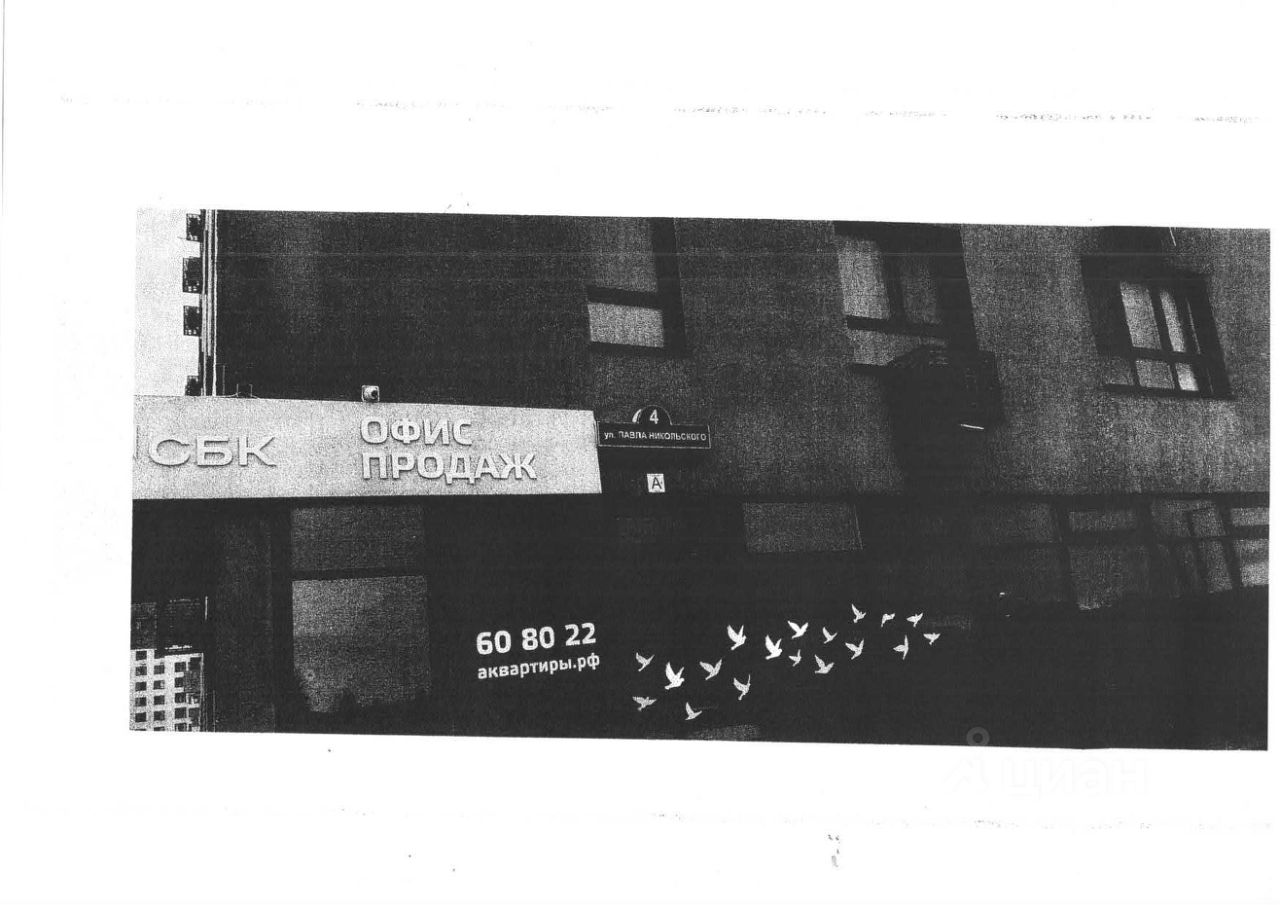 СБК
ОФИС
ПРОДАЖ
4
ул. ПАВЛА НИКОЛЬСКОГО
А
60 80 22
аквартиры.рф
циан